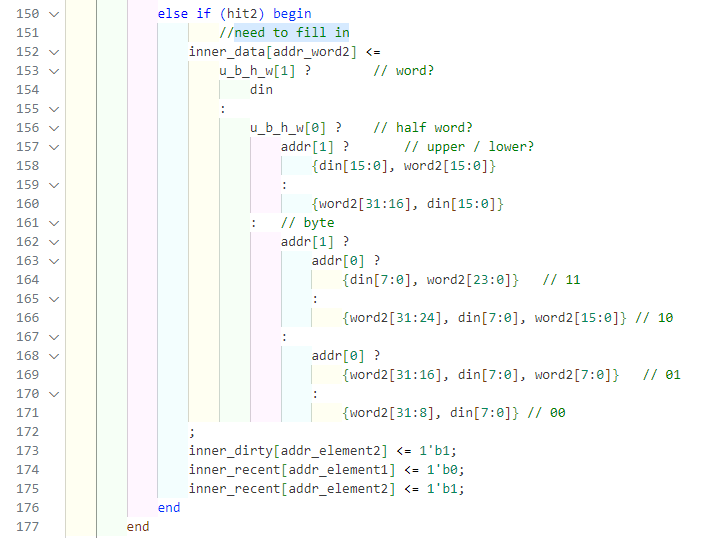 150 else if (hit2) begin
151 //need to fill in
152 inner_data[addr_word2] <=
153 u_b_h_w[1] ? // word?
154 din
155 :
156 u_b_h_w[0] ? // half word?
157 addr[1] ? // upper / lower?
158 {din[15:0], word2[15:0]}
159 :
160 {word2[31:16], din[15:0]}
161 : // byte
162 addr[1] ?
163 addr[0] ?
164 {din[7:0], word2[23:0]} // 11
165 :
166 {word2[31:24], din[7:0], word2[15:0]} // 10
167 :
168 addr[0] ?
169 {word2[31:16], din[7:0], word2[7:0]} // 01
170 :
171 {word2[31:8], din[7:0]} // 00
172 ;
173 inner_dirty[addr_element2] <= 1'b1;
174 inner_recent[addr_element1] <= 1'b0;
175 inner_recent[addr_element2] <= 1'b1;
176 end
177 end